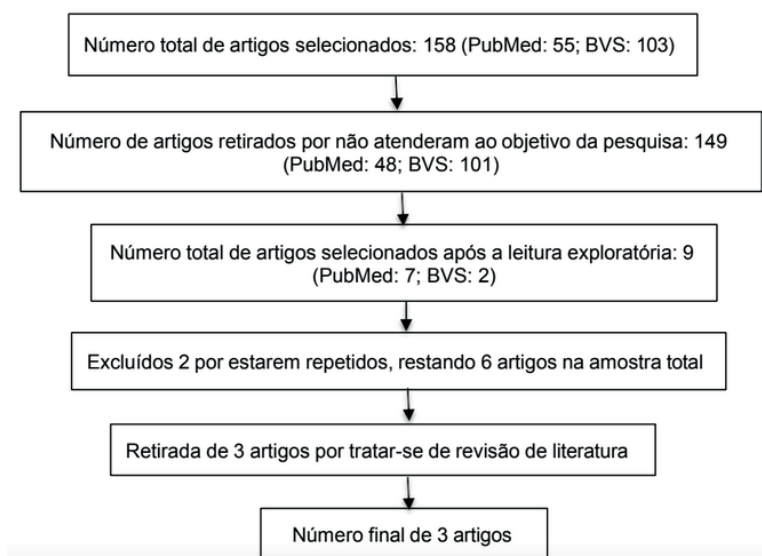 Número total de artigos selecionados: 158 (PubMed: 55; BVS: 103)
Número de artigos retirados por não atenderam ao objetivo da pesquisa: 149
(PubMed: 48; BVS: 101)
Número total de artigos selecionados após a leitura exploratória: 9
(PubMed: 7; BVS: 2)
Excluídos 2 por estarem repetidos, restando 6 artigos na amostra total
Retirada de 3 artigos por tratar-se de revisão de literatura
Número final de 3 artigos